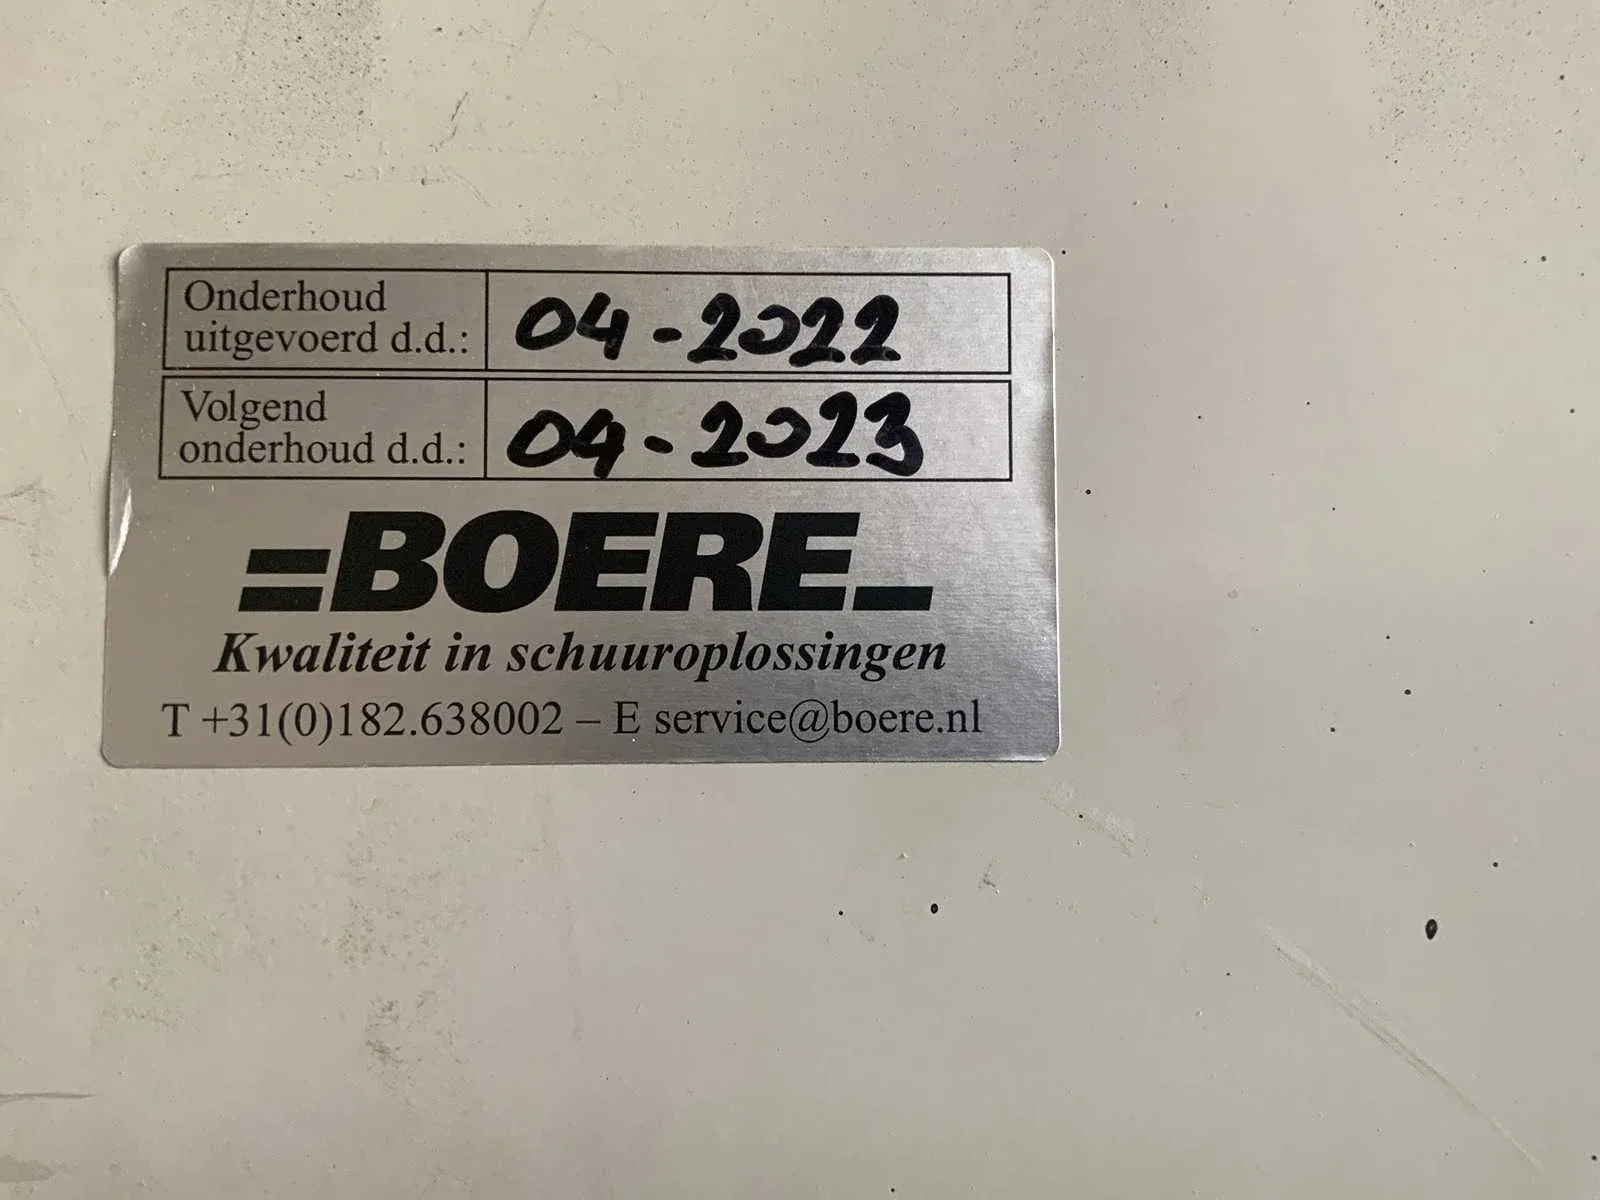 Onderhoud
uitgevoerd d.d.: 04-2022
Volgend
onderhoud d.d.: 04-2023
BOERE
Kwaliteit in schuuroplossingen
T +31(0)182.638002 – E service@boere.nl